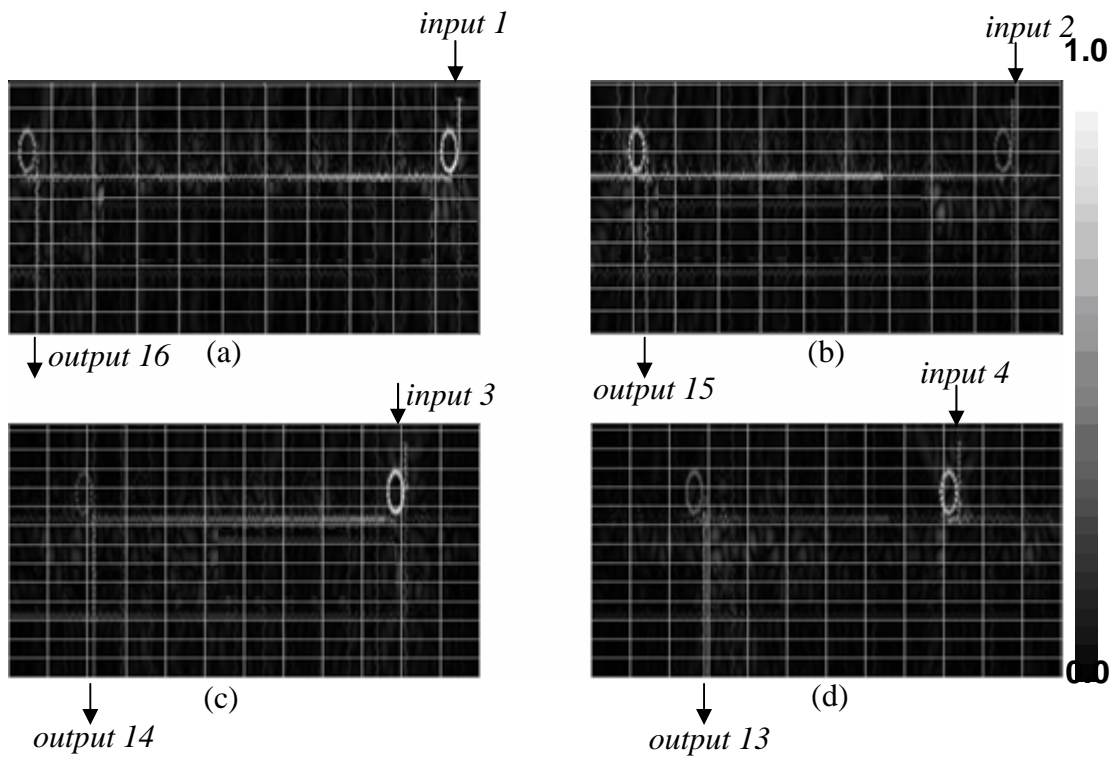 input 1
input 2
1.0
output 16
(a)
(b)
output 15
input 3
input 4
0.0
output 14
(c)
(d)
output 13